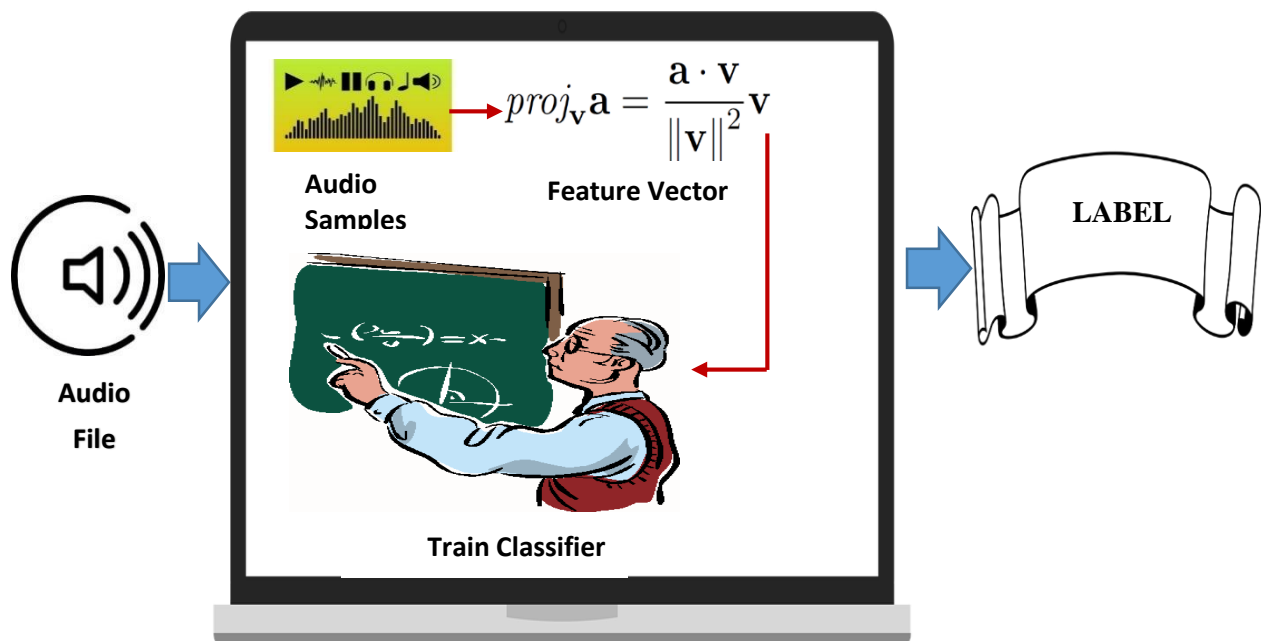 proj_v a = (a · v / ‖v‖²) v
Audio
Samples
Feature Vector
LABEL
= x -
Audio
File
Train Classifier